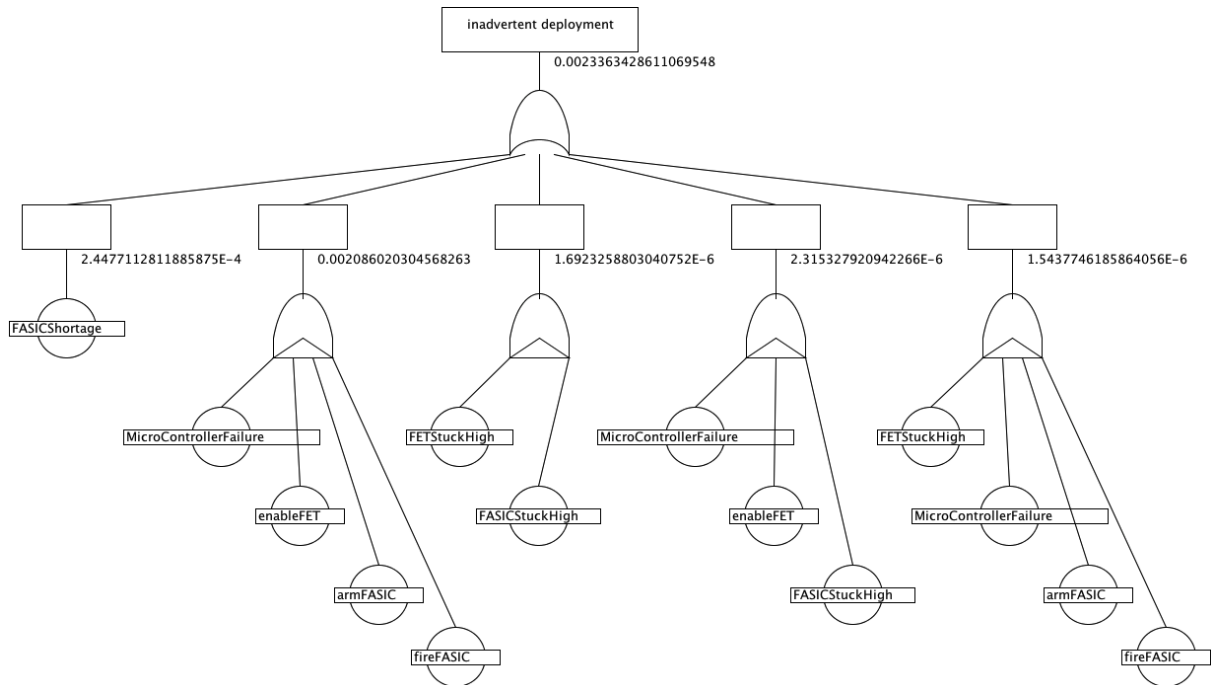 inadvertent deployment
0.0023363428611069548
2.4477112811885875E-4
0.002086020304568263
1.6923258803040752E-6
2.315327920942266E-6
1.5437746185864056E-6
FASICShortage
MicroControllerFailure
FETStuckHigh
MicroControllerFailure
FETStuckHigh
enableFET
FASICStuckHigh
enableFET
MicroControllerFailure
armFASIC
FASICStuckHigh
armFASIC
fireFASIC
fireFASIC